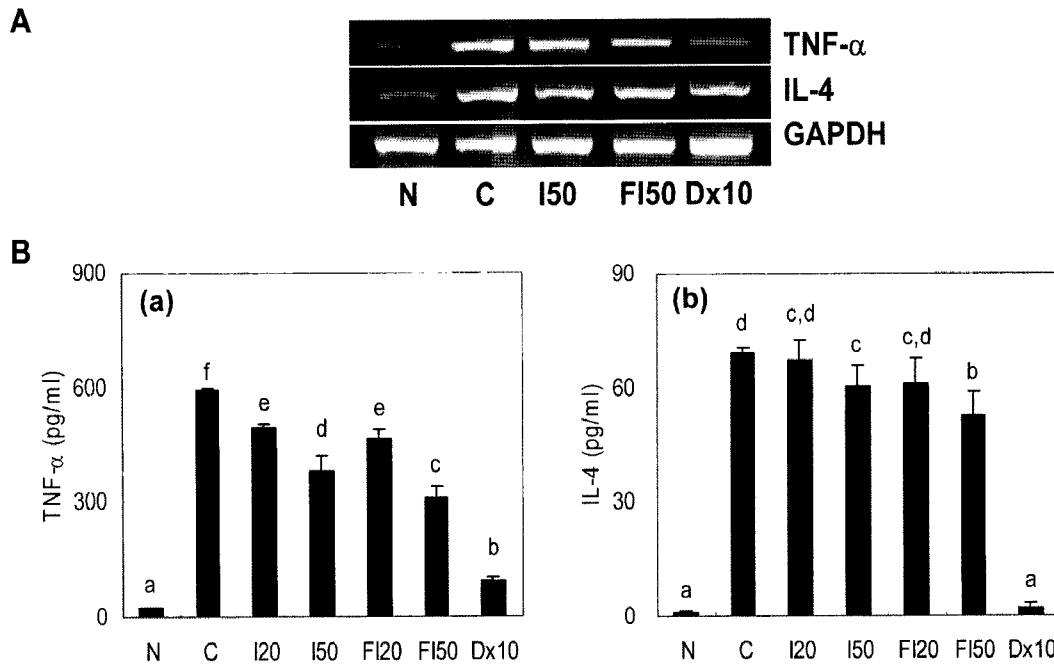 A
TNF-α
IL-4
GAPDH
N C I50 FI50 Dx10
B
(a)
TNF-α (pg/ml)
900
600
300
0
a f e d e c b
N C I20 I50 FI20 FI50 Dx10
(b)
IL-4 (pg/ml)
90
60
30
0
a d c,d c c,d b a
N C I20 I50 FI20 FI50 Dx10